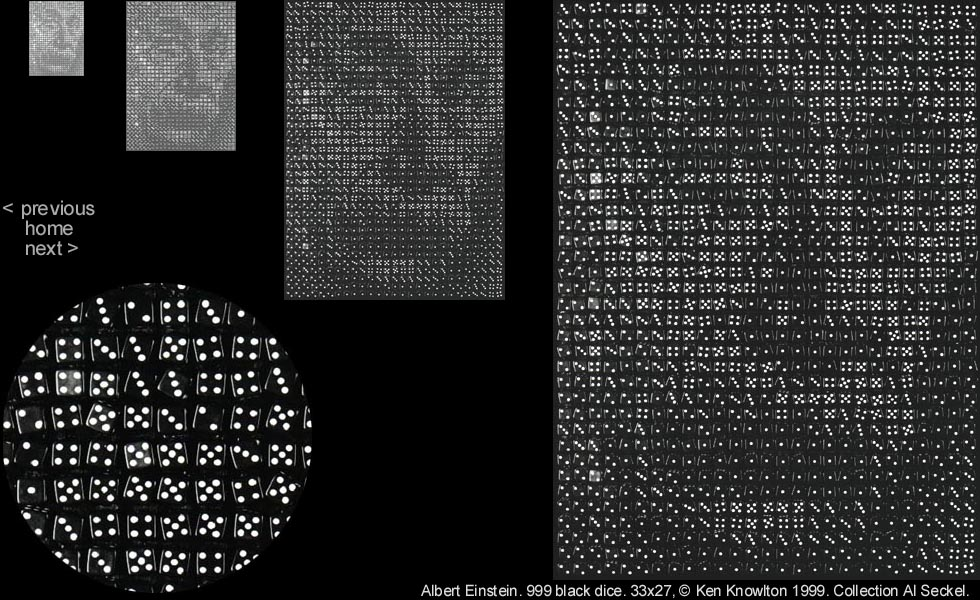 < previous
home
next >
Albert Einstein. 999 black dice. 33x27, © Ken Knowlton 1999. Collection Al Seckel.